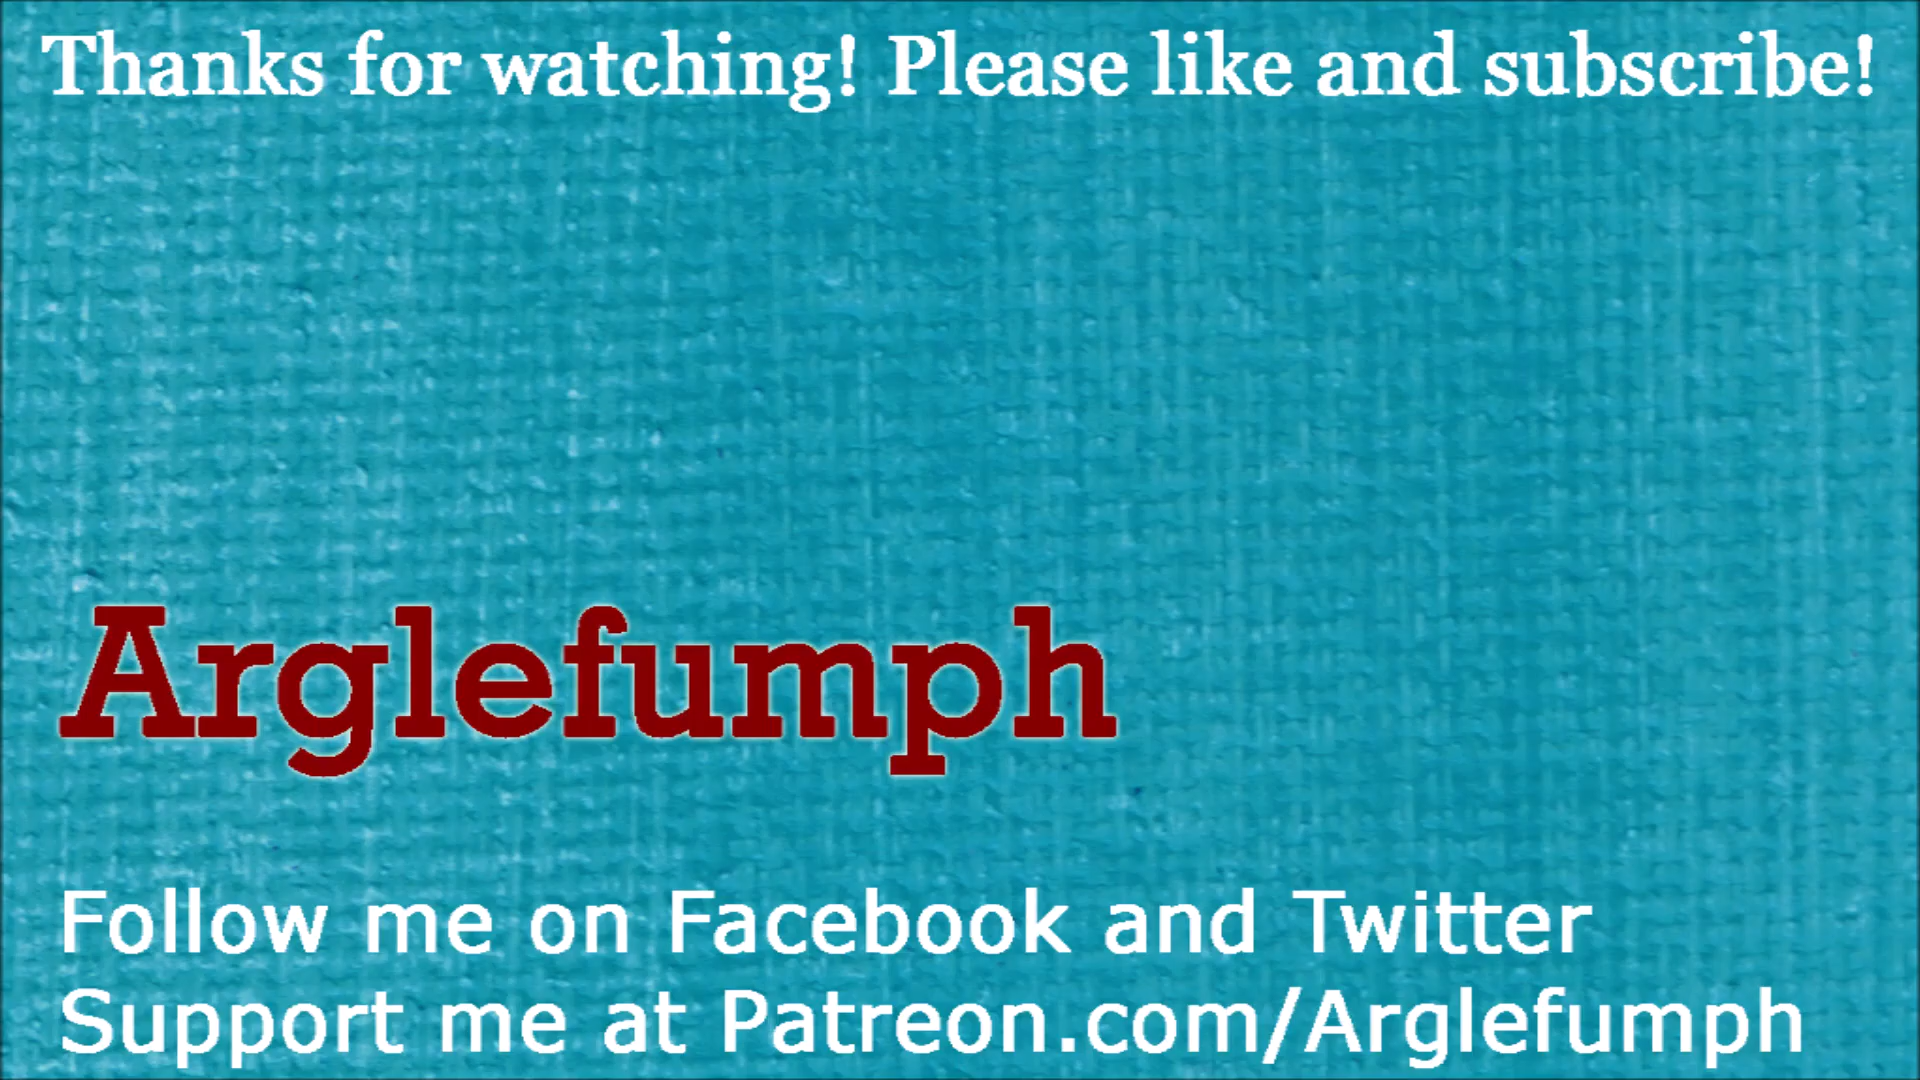 Thanks for watching! Please like and subscribe!
Arglefumph
Follow me on Facebook and Twitter
Support me at Patreon.com/Arglefumph